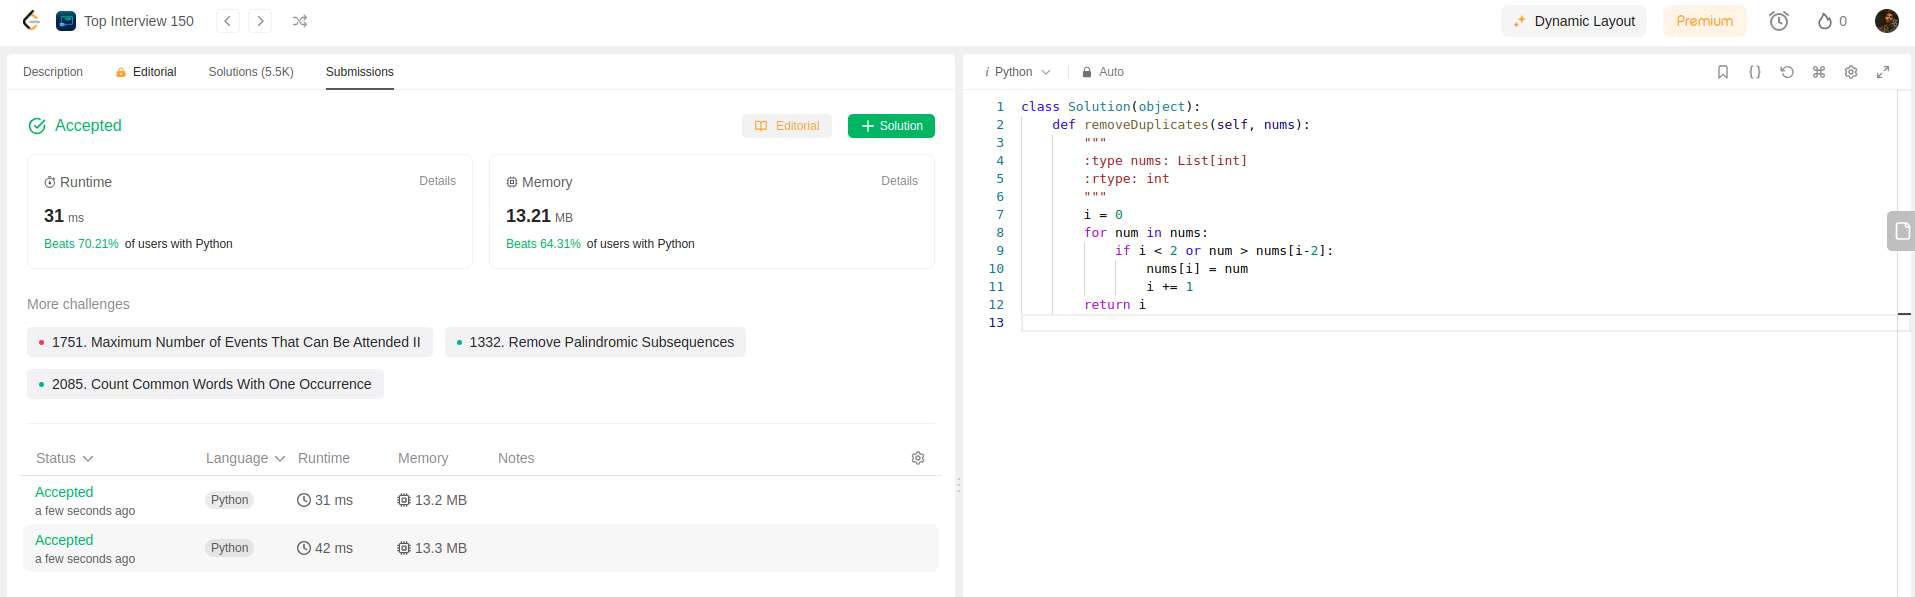 Top Interview 150
Dynamic Layout
Premium
0
Description
Editorial
Solutions (5.5K)
Submissions
Accepted
Editorial
Solution
Runtime
Details
31 ms
Beats 70.21% of users with Python
Memory
Details
13.21 MB
Beats 64.31% of users with Python
More challenges
1751. Maximum Number of Events That Can Be Attended II
1332. Remove Palindromic Subsequences
2085. Count Common Words With One Occurrence
Status Language Runtime Memory Notes
Accepted
a few seconds ago
Python 31 ms 13.2 MB
Accepted
a few seconds ago
Python 42 ms 13.3 MB
i Python Auto
1 class Solution(object):
2     def removeDuplicates(self, nums):
3         """
4         :type nums: List[int]
5         :rtype: int
6         """
7         i = 0
8         for num in nums:
9             if i < 2 or num > nums[i-2]:
10                 nums[i] = num
11                 i += 1
12         return i
13